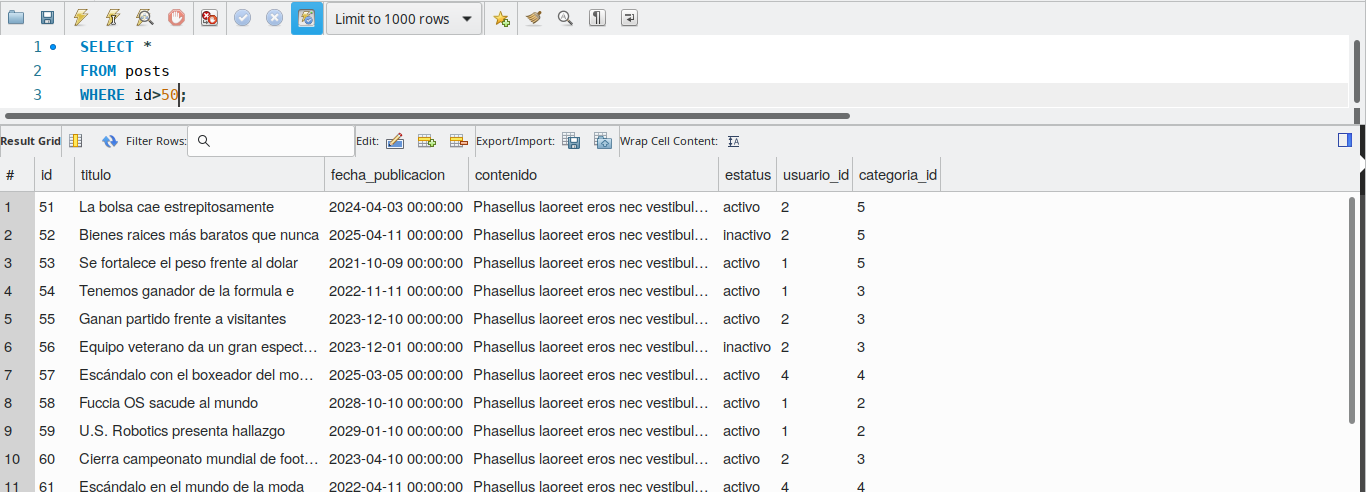 Limit to 1000 rows
1 SELECT *
2 FROM posts
3 WHERE id>50;
Result Grid Filter Rows: Edit: Export/Import: Wrap Cell Content:
# id titulo fecha_publicacion contenido estatus usuario_id categoria_id
1 51 La bolsa cae estrepitosamente 2024-04-03 00:00:00 Phasellus laoreet eros nec vestibul… activo 2 5
2 52 Bienes raices más baratos que nunca 2025-04-11 00:00:00 Phasellus laoreet eros nec vestibul… inactivo 2 5
3 53 Se fortalece el peso frente al dolar 2021-10-09 00:00:00 Phasellus laoreet eros nec vestibul… activo 1 5
4 54 Tenemos ganador de la formula e 2022-11-11 00:00:00 Phasellus laoreet eros nec vestibul… activo 1 3
5 55 Ganan partido frente a visitantes 2023-12-10 00:00:00 Phasellus laoreet eros nec vestibul… activo 2 3
6 56 Equipo veterano da un gran espect… 2023-12-01 00:00:00 Phasellus laoreet eros nec vestibul… inactivo 2 3
7 57 Escándalo con el boxeador del mo… 2025-03-05 00:00:00 Phasellus laoreet eros nec vestibul… activo 4 4
8 58 Fuccia OS sacude al mundo 2028-10-10 00:00:00 Phasellus laoreet eros nec vestibul… activo 1 2
9 59 U.S. Robotics presenta hallazgo 2029-01-10 00:00:00 Phasellus laoreet eros nec vestibul… activo 1 2
10 60 Cierra campeonato mundial de foot… 2023-04-10 00:00:00 Phasellus laoreet eros nec vestibul… activo 2 3
11 61 Escándalo en el mundo de la moda 2022-04-11 00:00:00 Phasellus laoreet eros nec vestibul… activo 4 4